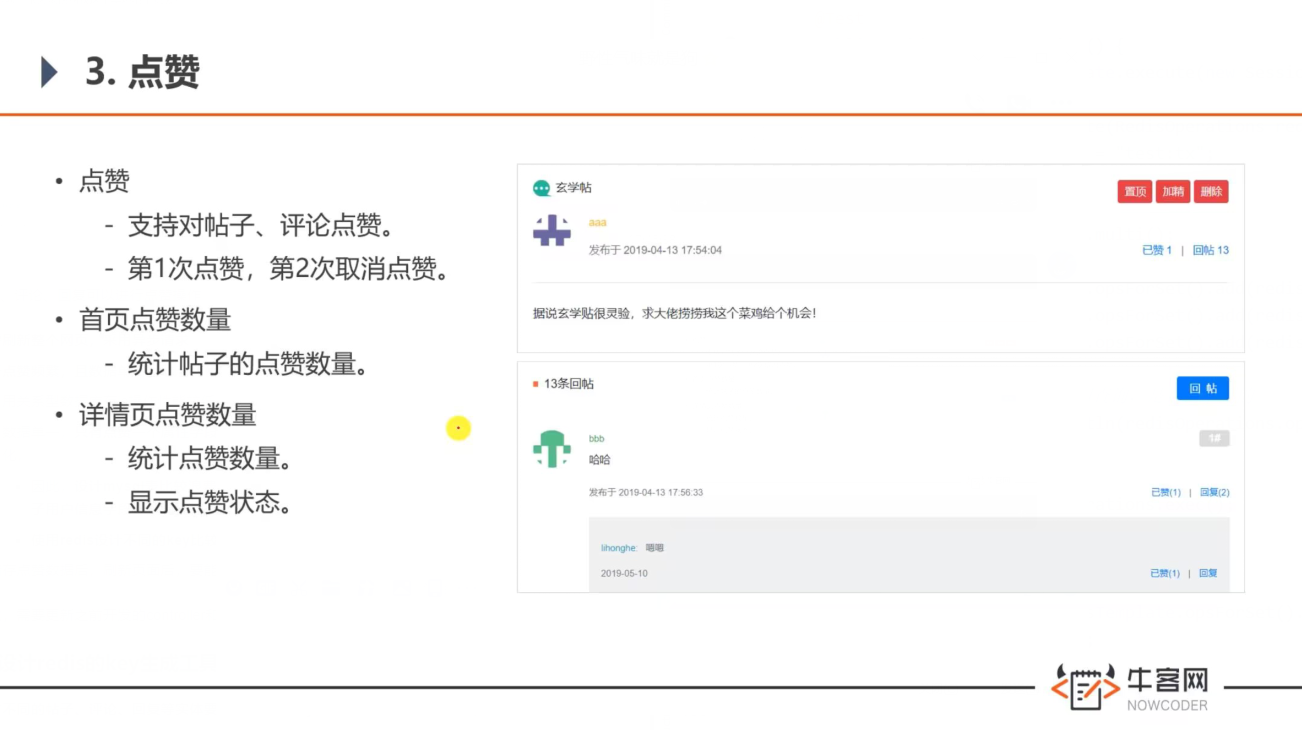 3. 点赞
• 点赞
- 支持对帖子、评论点赞。
- 第1次点赞，第2次取消点赞。
• 首页点赞数量
- 统计帖子的点赞数量。
• 详情页点赞数量
- 统计点赞数量。
- 显示点赞状态。
玄学帖
置顶 加精 删除
aaa
发布于 2019-04-13 17:54:04
已赞 1 | 回帖 13
据说玄学贴很灵验，求大佬捞捞我这个菜鸡给个机会!
13条回帖
回 帖
bbb
1#
哈哈
发布于 2019-04-13 17:56:33
已赞(1) | 回复(2)
lihonghe: 嘻嘻
2019-05-10
已赞(1) | 回复
牛客网
NOWCODER